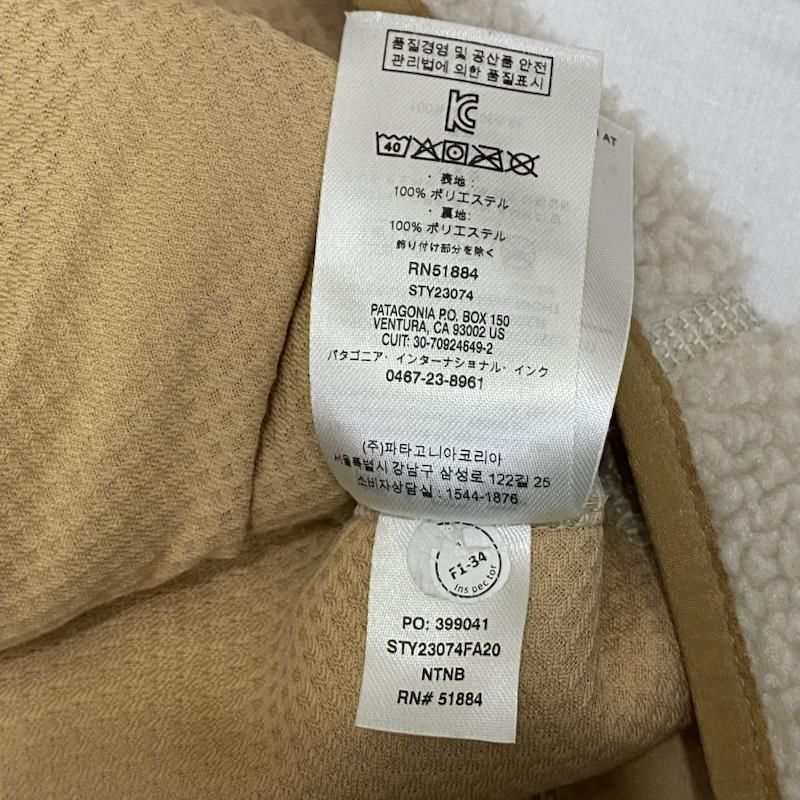 품질경영 및 공산품 안전
관리법에 의한 품질표시
40
・表地:
100% ポリエステル
・裏地:
100% ポリエステル
飾り付け部分を除く
RN51884
STY23074
PATAGONIA P.O. BOX 150
VENTURA, CA 93002 US
CUIT: 30-70924649-2
パタゴニア・インターナショナル・インク
0467-23-8961
(주)파타고니아코리아
서울특별시 강남구 삼성로 122길 25
소비자상담실 : 1544-1876
AT
F1-34
Inspector
PO: 399041
STY23074FA20
NTNB
RN# 51884